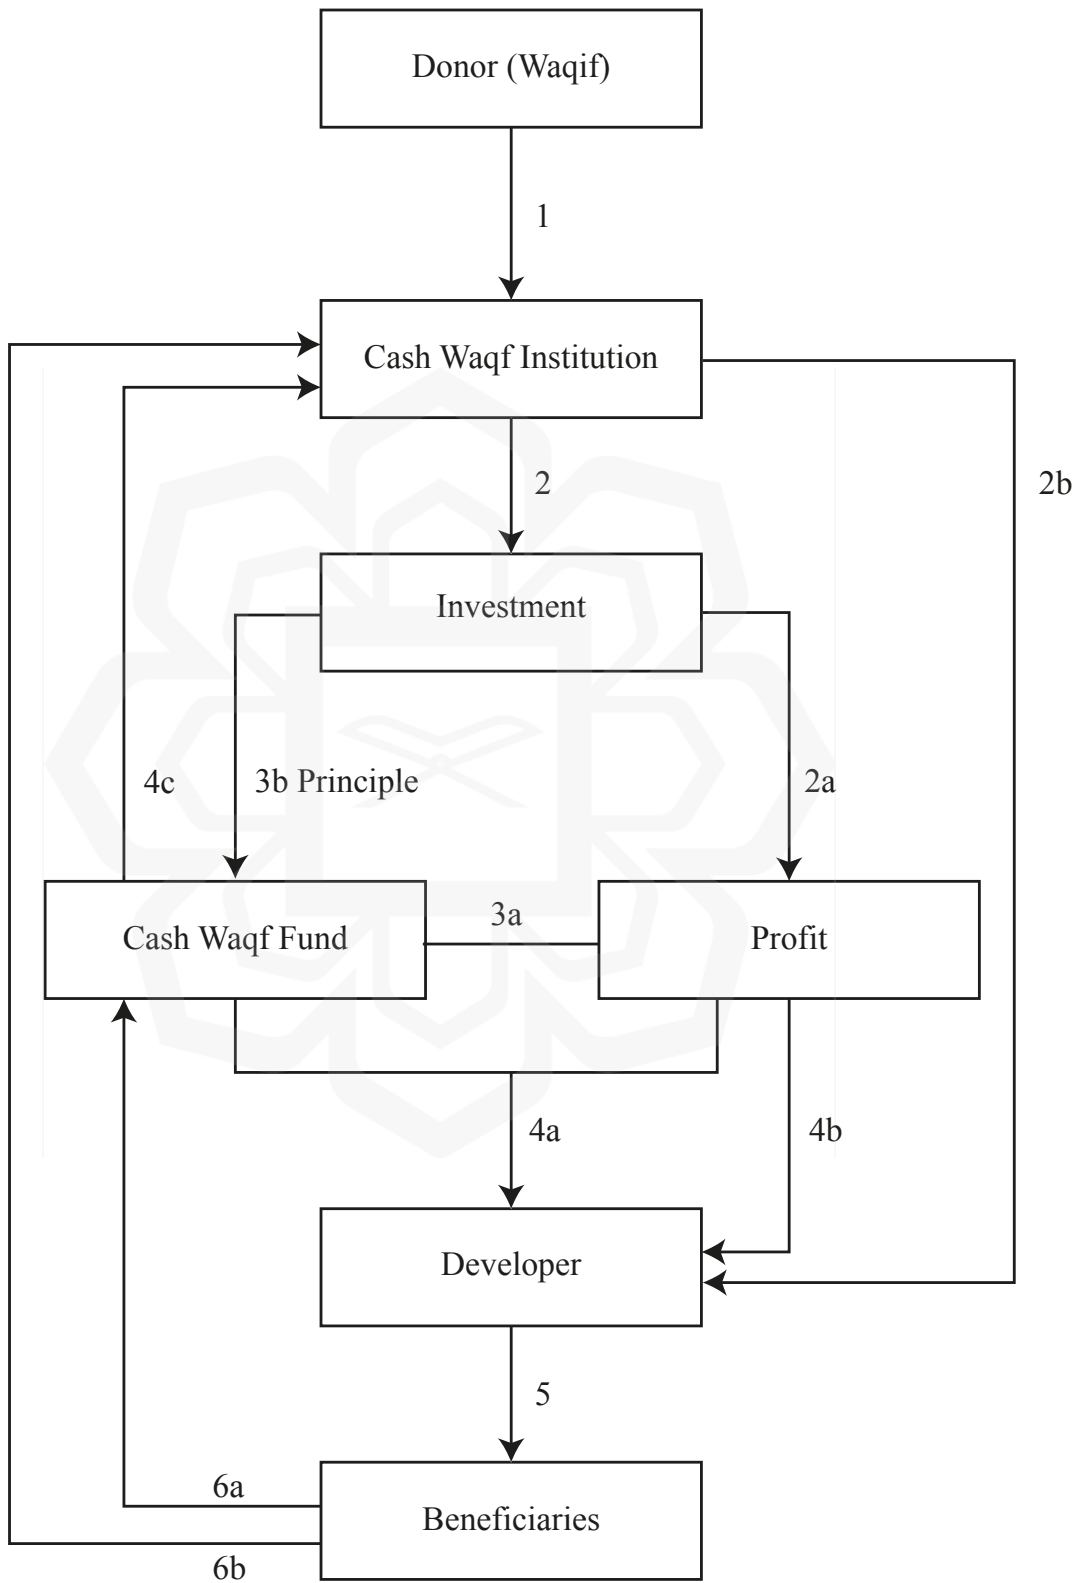 Donor (Waqif)
1
Cash Waqf Institution
2
2b
Investment
4c
3b Principle
2a
Cash Waqf Fund
3a
Profit
4a
4b
Developer
5
6a
Beneficiaries
6b